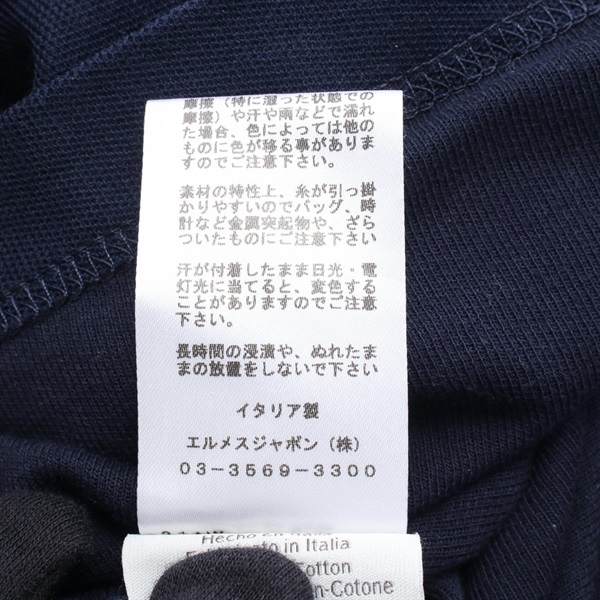 摩擦（特に湿った状態での
摩擦）や汗や雨などで濡れ
た場合、色によっては他の
ものに色が移る事がありま
すのでご注意下さい。
素材の特性上、糸が引っ掛
かりやすいのでバッグ、時
計など金属突起物や、ざら
ついたものにご注意下さい
汗が付着したまま日光・電
灯光に当てると、変色する
ことがありますのでご注意
下さい。
長時間の浸漬や、ぬれたま
まの放置をしないで下さい
イタリア製
エルメスジャポン（株）
03-3569-3300
Hecho en
in Italia
Cotton
-Cotone